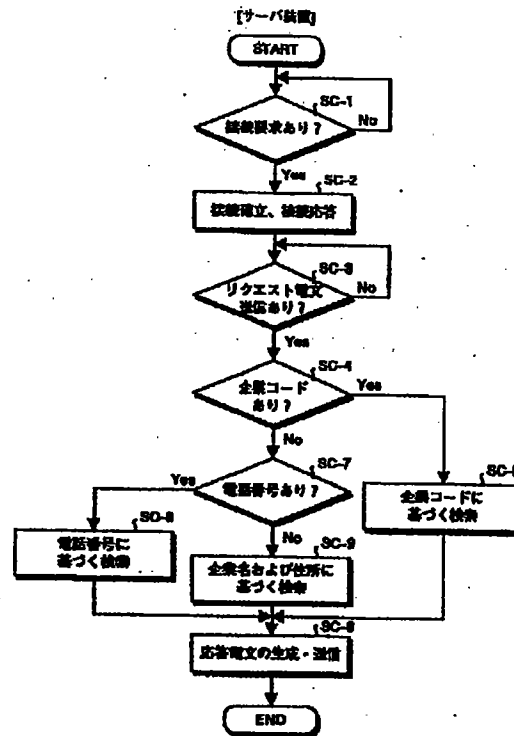 [サーバ装置]
START
SC-1
接続要求あり?
No
Yes
SC-2
接続確立、接続応答
SC-3
リクエスト電文
送信あり?
No
Yes
SC-4
企業コード
あり?
Yes
No
SC-7
電話番号あり?
Yes
No
企業コードに
基づく検索
SC-8
電話番号に
基づく検索
SC-9
企業名および住所に
基づく検索
応答電文の生成・送信
END